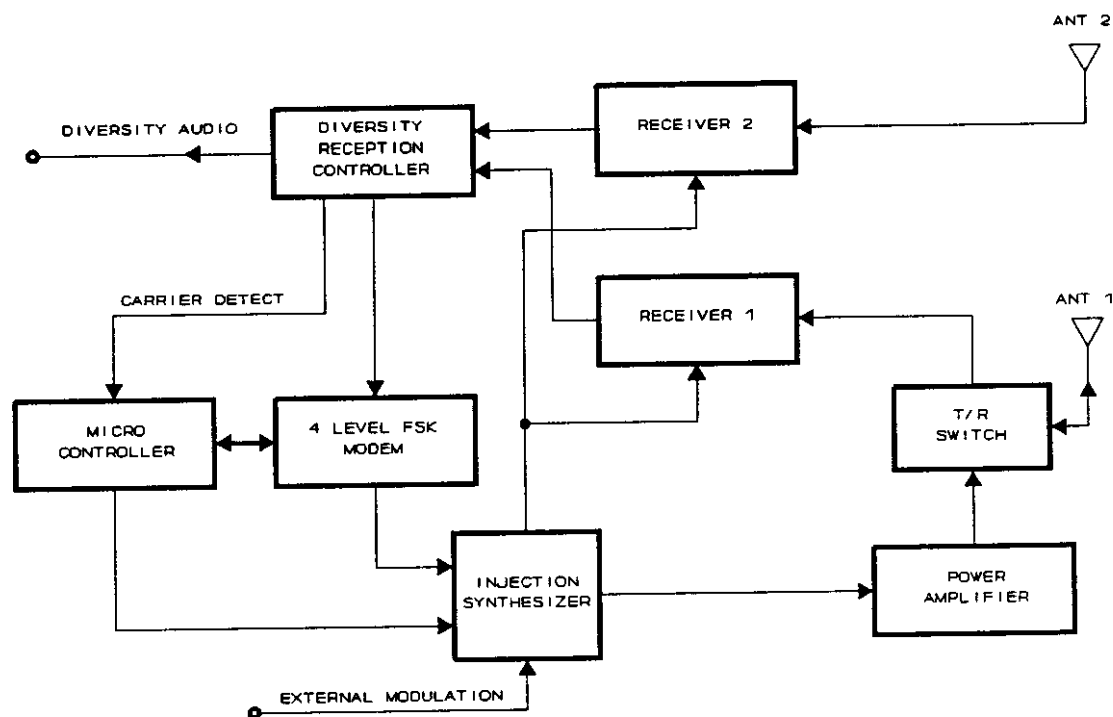 ANT 2
DIVERSITY AUDIO
DIVERSITY
RECEPTION
CONTROLLER
RECEIVER 2
CARRIER DETECT
RECEIVER 1
ANT 1
MICRO
CONTROLLER
4 LEVEL FSK
MODEM
T/R
SWITCH
INJECTION
SYNTHESIZER
POWER
AMPLIFIER
EXTERNAL MODULATION